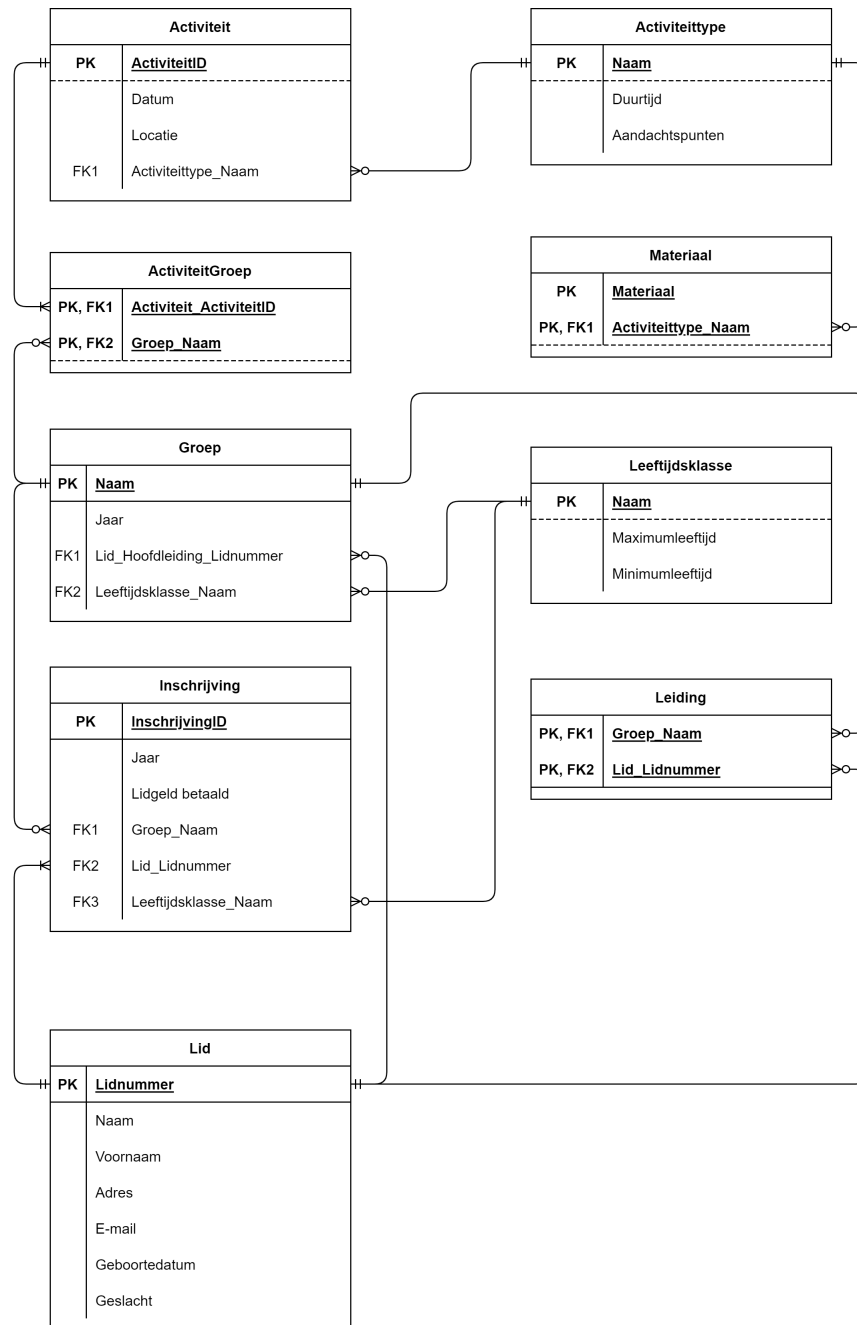 Activiteit
PK ActiviteitID
Datum
Locatie
FK1 Activiteittype_Naam
Activiteittype
PK Naam
Duurtijd
Aandachtspunten
ActiviteitGroep
PK, FK1 Activiteit_ActiviteitID
PK, FK2 Groep_Naam
Materiaal
PK Materiaal
PK, FK1 Activiteittype_Naam
Groep
PK Naam
Jaar
FK1 Lid_Hoofdleiding_Lidnummer
FK2 Leeftijdsklasse_Naam
Leeftijdsklasse
PK Naam
Maximumleeftijd
Minimumleeftijd
Inschrijving
PK InschrijvingID
Jaar
Lidgeld betaald
FK1 Groep_Naam
FK2 Lid_Lidnummer
FK3 Leeftijdsklasse_Naam
Leiding
PK, FK1 Groep_Naam
PK, FK2 Lid_Lidnummer
Lid
PK Lidnummer
Naam
Voornaam
Adres
E-mail
Geboortedatum
Geslacht